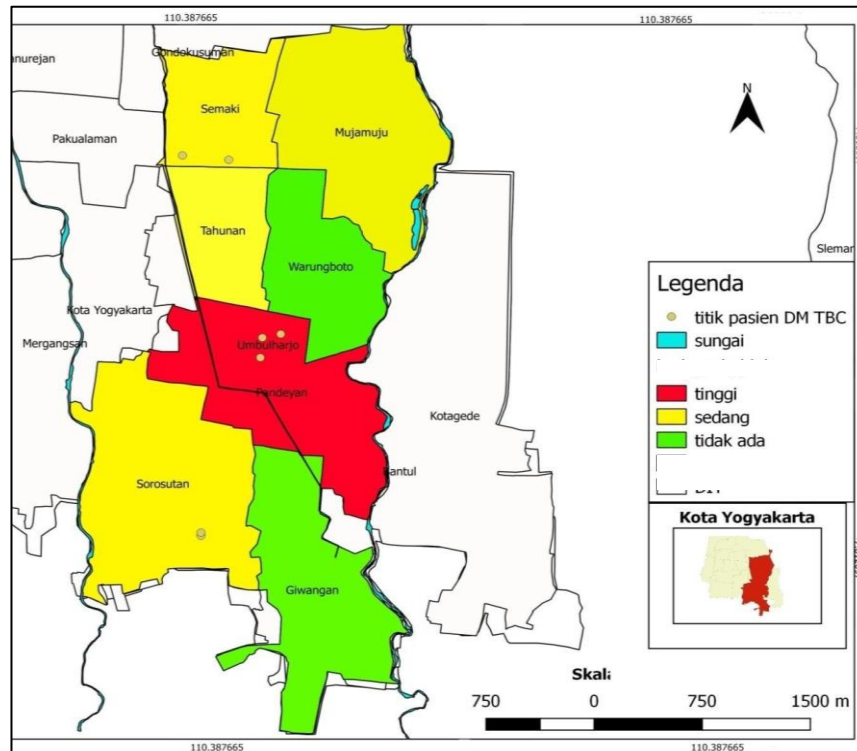 110.387665
110.387665
Gondokusuman
nurejan
Semaki
Mujamuju
Pakualaman
N
Tahunan
Warungboto
Sleman
Legenda
titik pasien DM TBC
sungai
tinggi
sedang
tidak ada
Kota Yogyakarta
Mergangsan
Umbulharjo
Pandeyan
Kotagede
Bantul
Sorosutan
Giwangan
Kota Yogyakarta
Skala
750
0
750
1500 m
110.387665
110.387665